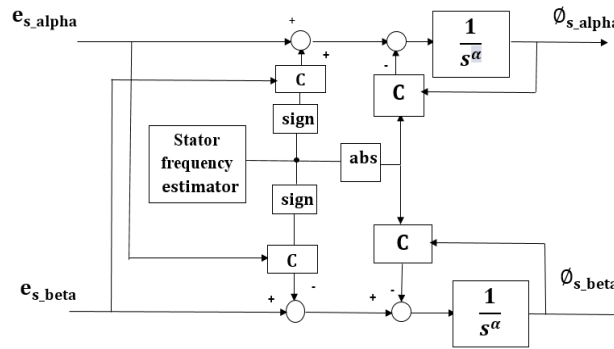 e_s_alpha
+
+
-
1
s^α
Ø_s_alpha
C
C
sign
Stator
frequency
estimator
abs
sign
C
C
e_s_beta
+
-
+
-
1
s^α
Ø_s_beta